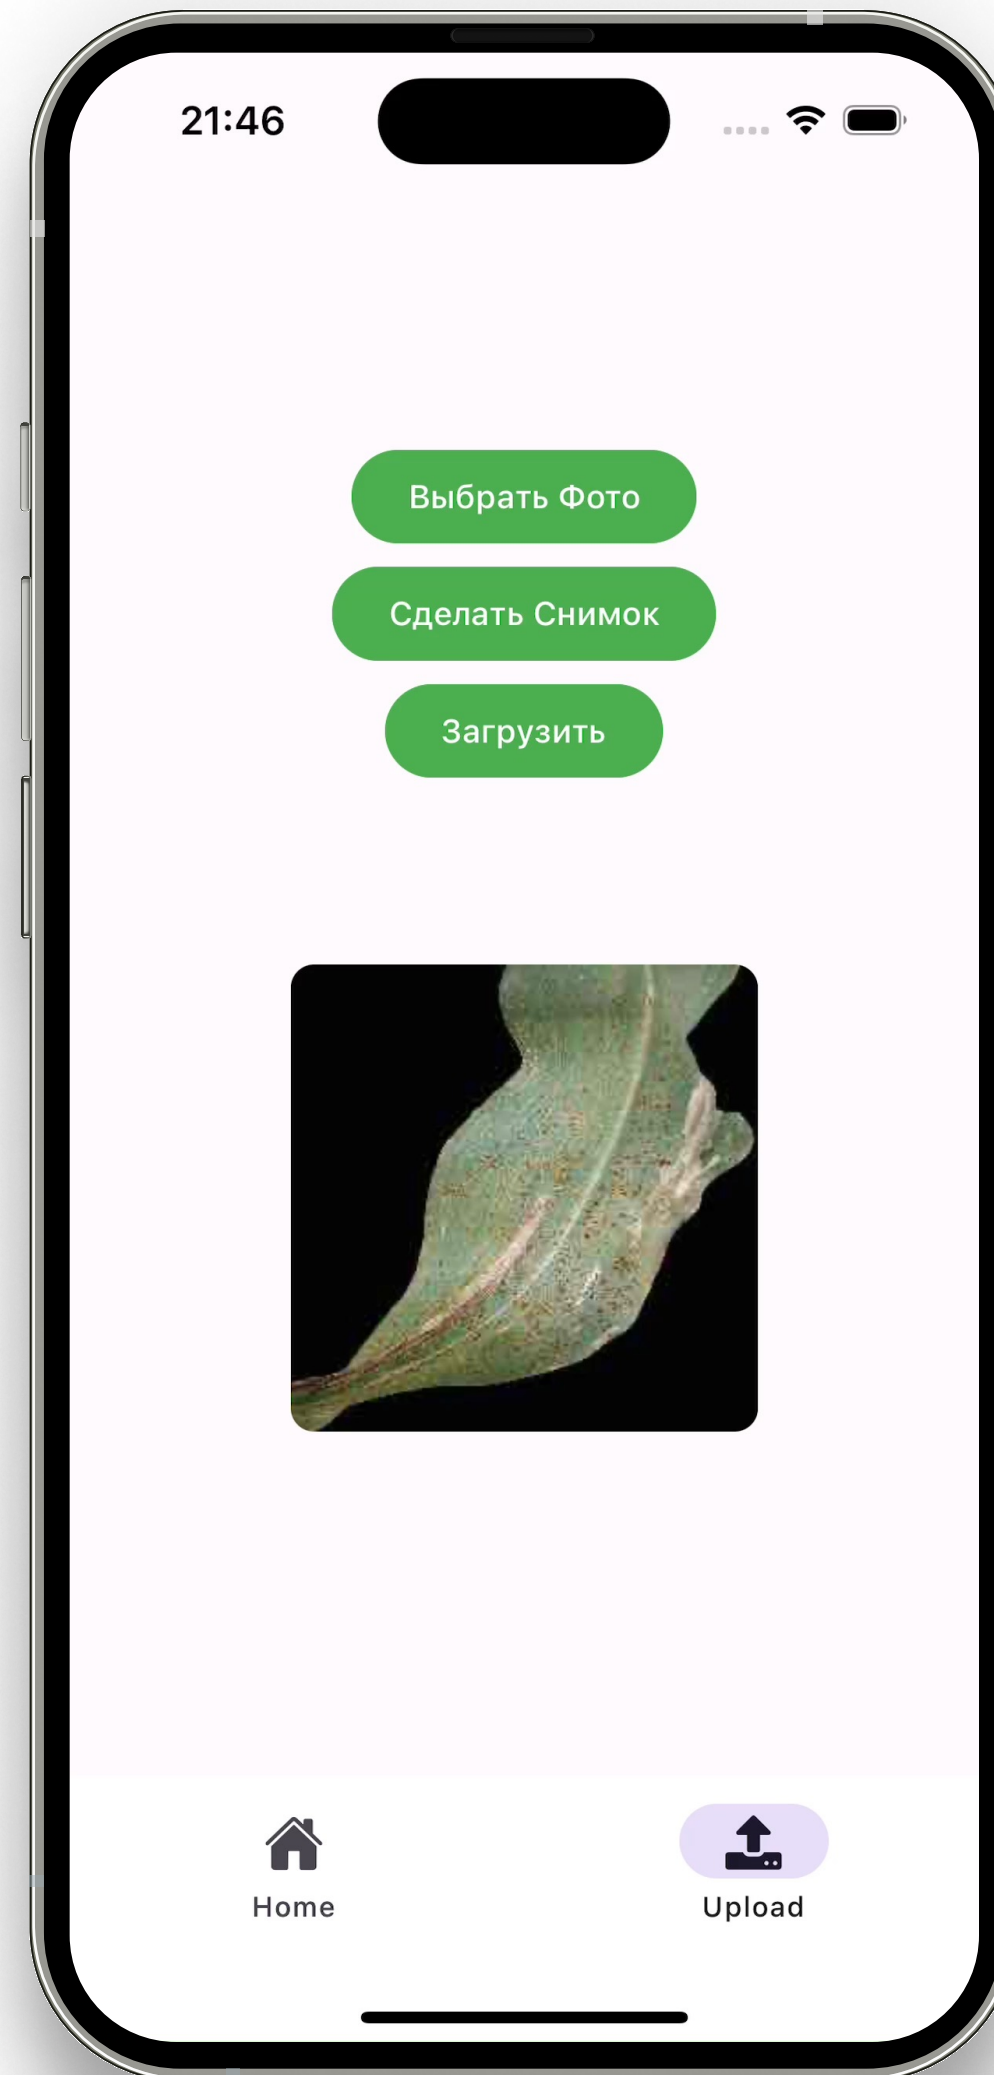 21:46
Выбрать Фото
Сделать Снимок
Загрузить
Home
Upload